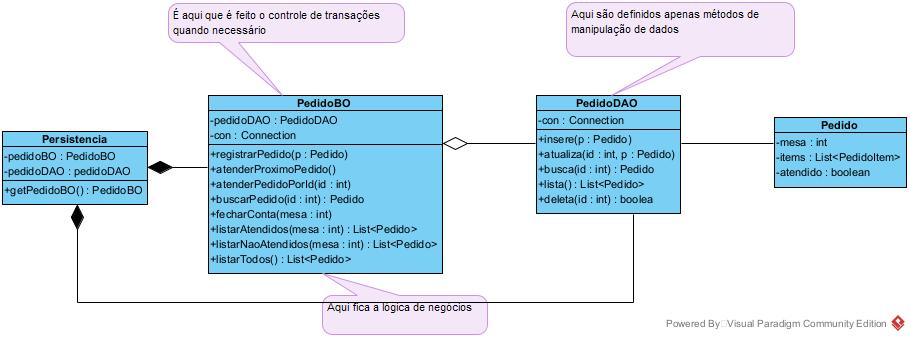 É aqui que é feito o controle de transações
quando necessário
Aqui são definidos apenas métodos de
manipulação de dados
Persistencia
-pedidoBO : PedidoBO
-pedidoDAO : pedidoDAO
+getPedidoBO() : PedidoBO
PedidoBO
-pedidoDAO : PedidoDAO
-con : Connection
+registrarPedido(p : Pedido)
+atenderProximoPedido()
+atenderPedidoPorId(id : int)
+buscarPedido(id : int) : Pedido
+fecharConta(mesa : int)
+listarAtendidos(mesa : int) : List<Pedido>
+listarNaoAtendidos(mesa : int) : List<Pedido>
+listarTodos() : List<Pedido>
PedidoDAO
-con : Connection
+insere(p : Pedido)
+atualiza(id : int, p : Pedido)
+busca(id : int) : Pedido
+lista() : List<Pedido>
+deleta(id : int) : boolea
Pedido
-mesa : int
-items : List<PedidoItem>
-atendido : boolean
Aqui fica a lógica de negócios
Powered By Visual Paradigm Community Edition